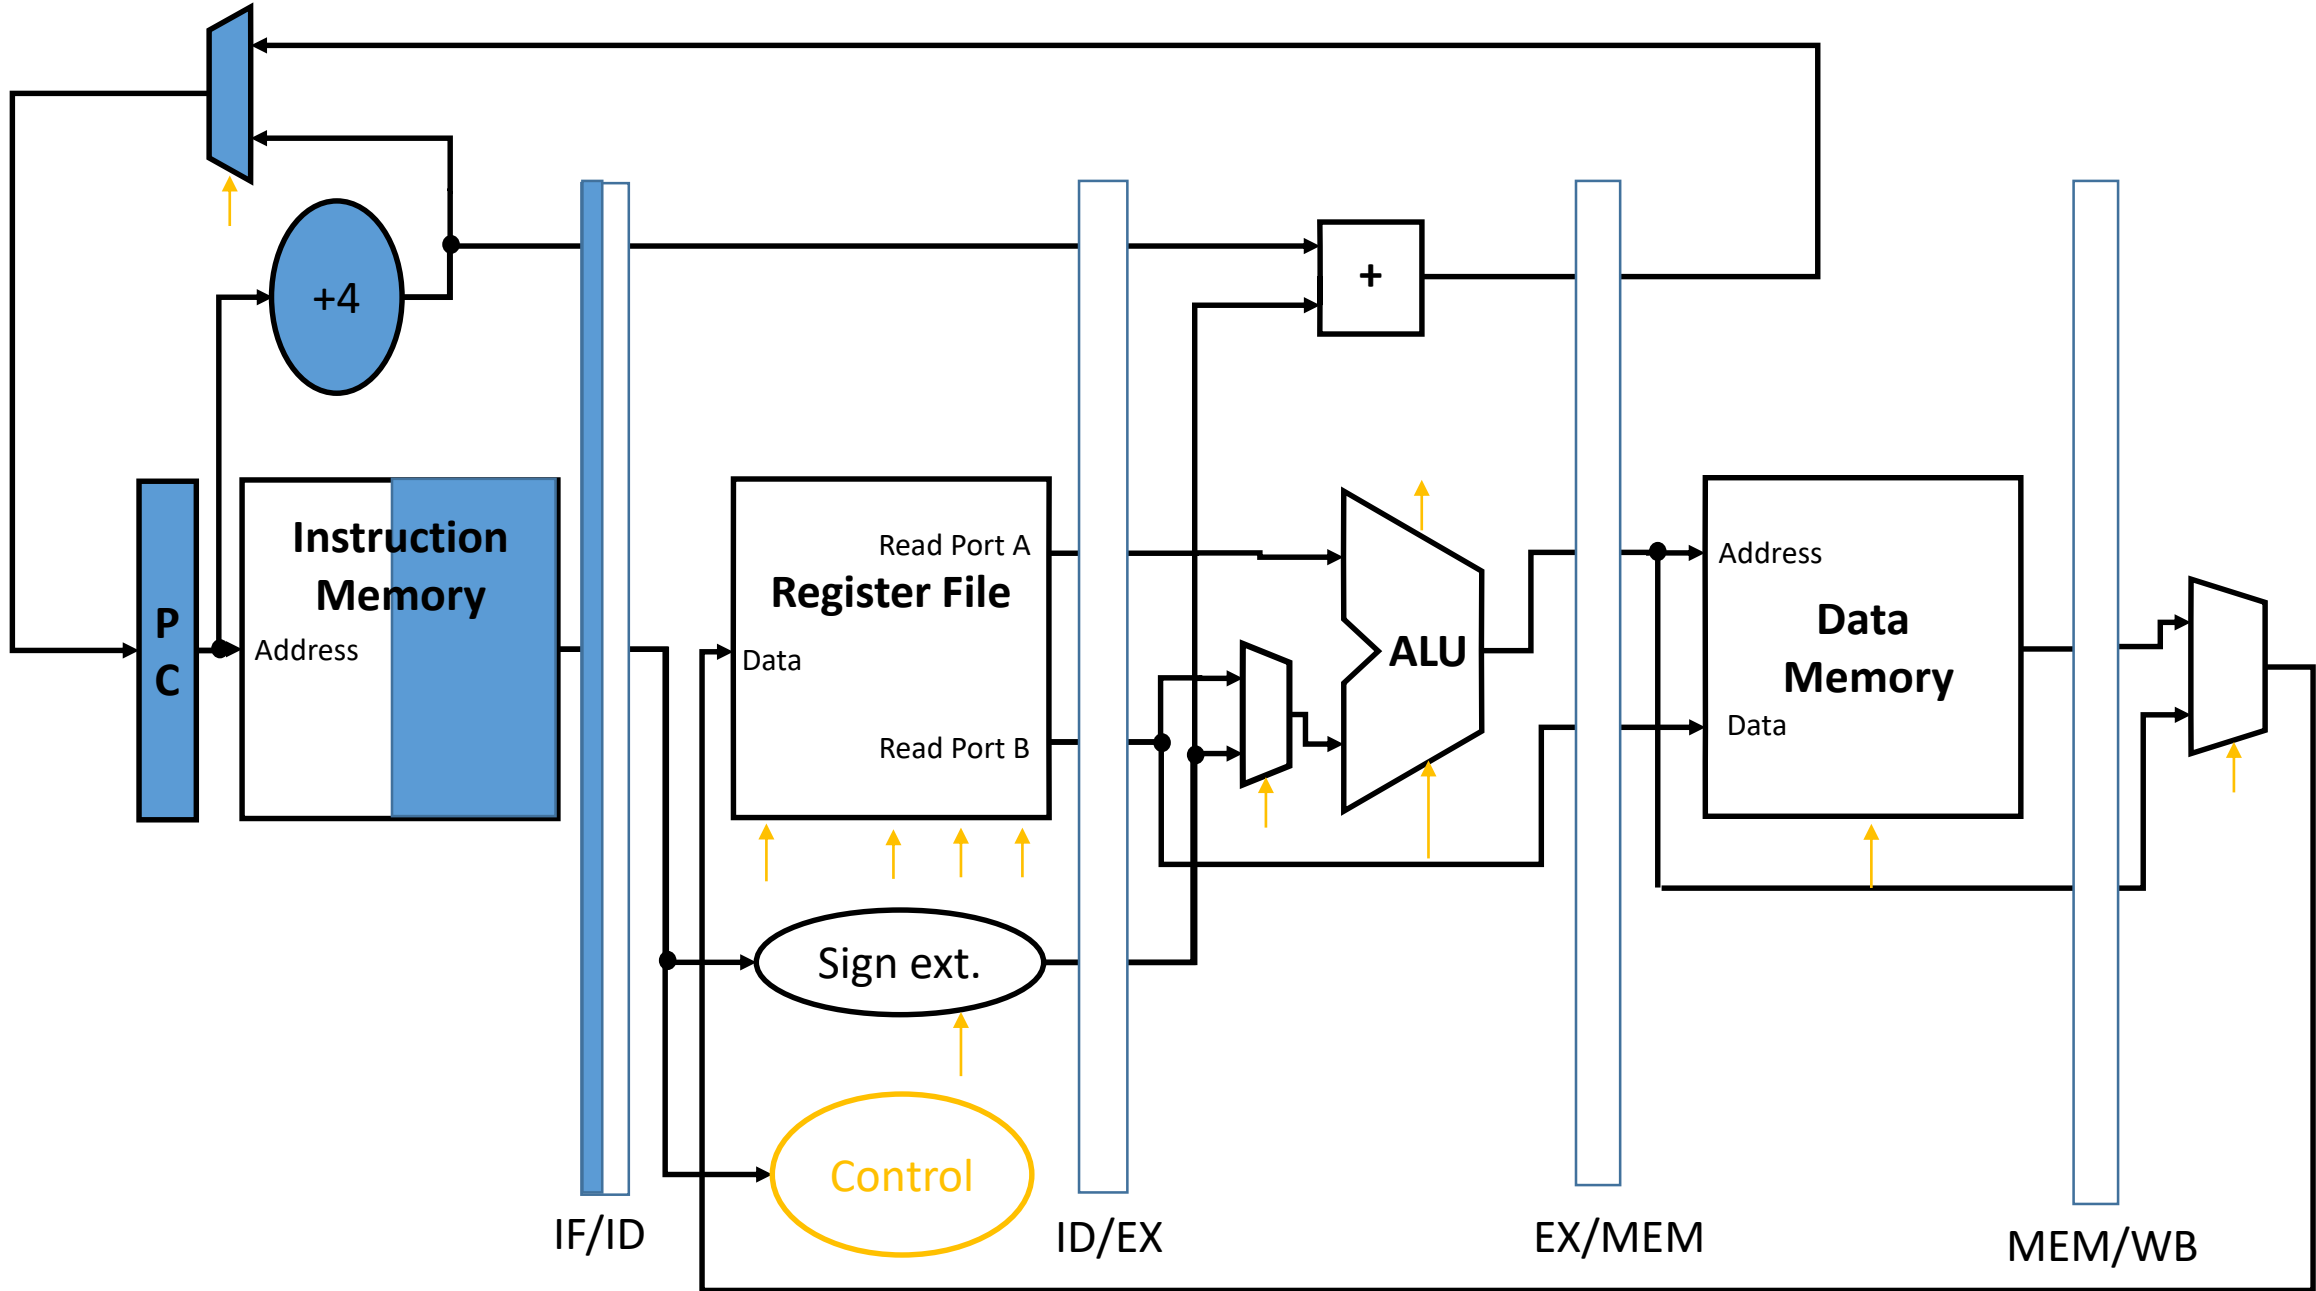 +4
+
Instruction
Memory
Address
P
C
Read Port A
Register File
Data
Read Port B
ALU
Address
Data
Memory
Data
Sign ext.
Control
IF/ID
ID/EX
EX/MEM
MEM/WB